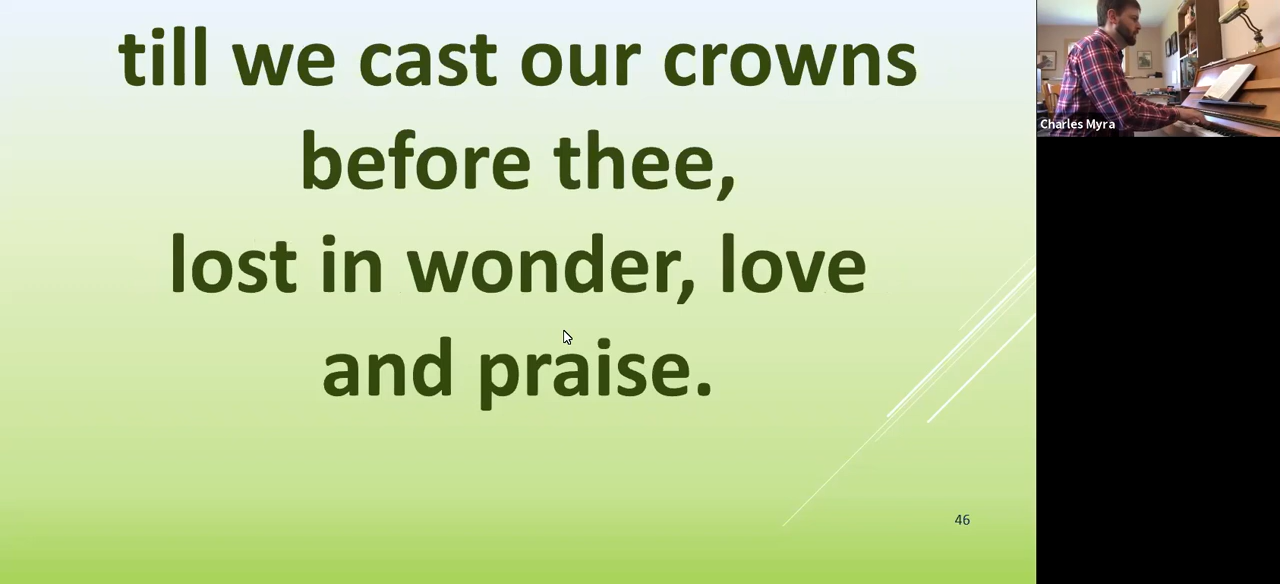 till we cast our crowns
before thee,
lost in wonder, love
and praise.
46
Charles Myra